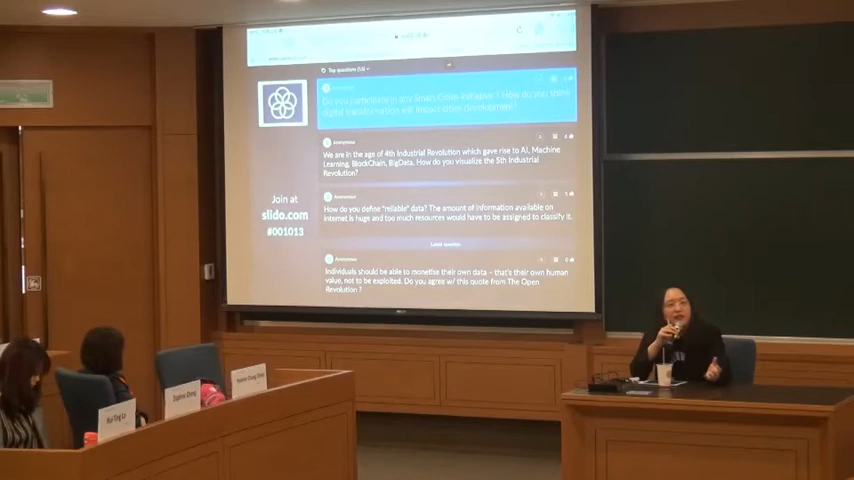 Top questions (15)
Do you participate in any Smart Cities initiative? How do you think
digital transformation will impact cities development?
Anonymous
We are in the age of 4th Industrial Revolution which gave rise to AI, Machine
Learning, BlockChain, BigData. How do you visualize the 5th Industrial
Revolution?
Anonymous
How do you define "reliable" data? The amount of information available on
internet is huge and too much resources would have to be assigned to classify it.
Join at
slido.com
#001013
Anonymous
Individuals should be able to monetise their own data - that's their own human
value, not to be exploited. Do you agree w/ this quote from The Open
Revolution ?